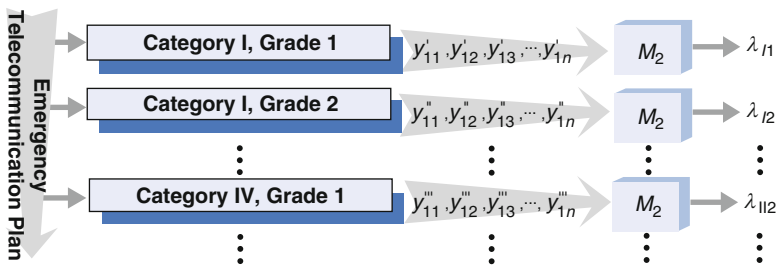 Emergency
Telecommunication Plan
Category I, Grade 1
y'11, y'12, y'13, ..., y'1n
M2
λI1
Category I, Grade 2
y''11, y''12, y''13, ..., y''1n
M2
λI2
Category IV, Grade 1
y'''11, y'''12, y'''13, ..., y'''1n
M2
λIII2